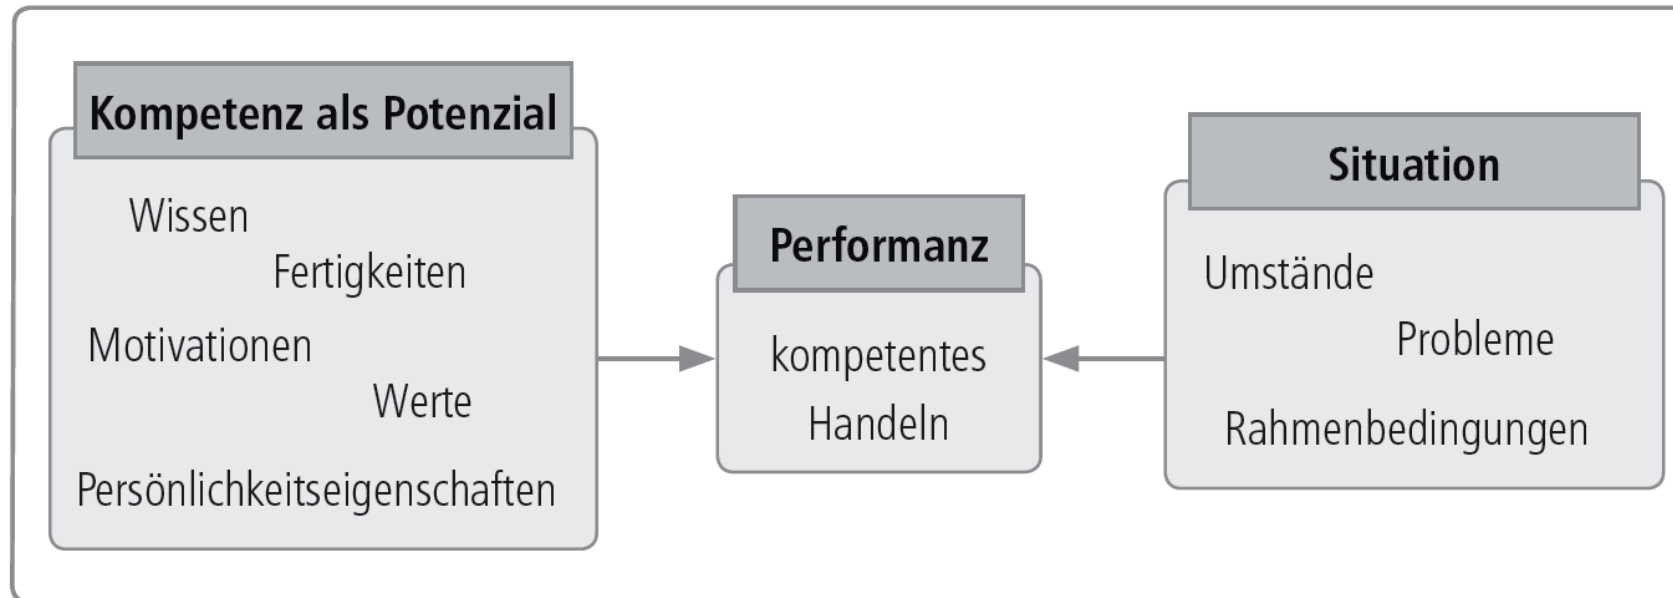 Kompetenz als Potenzial
Wissen
Fertigkeiten
Motivationen
Werte
Persönlichkeitseigenschaften
Performanz
kompetentes
Handeln
Situation
Umstände
Probleme
Rahmenbedingungen